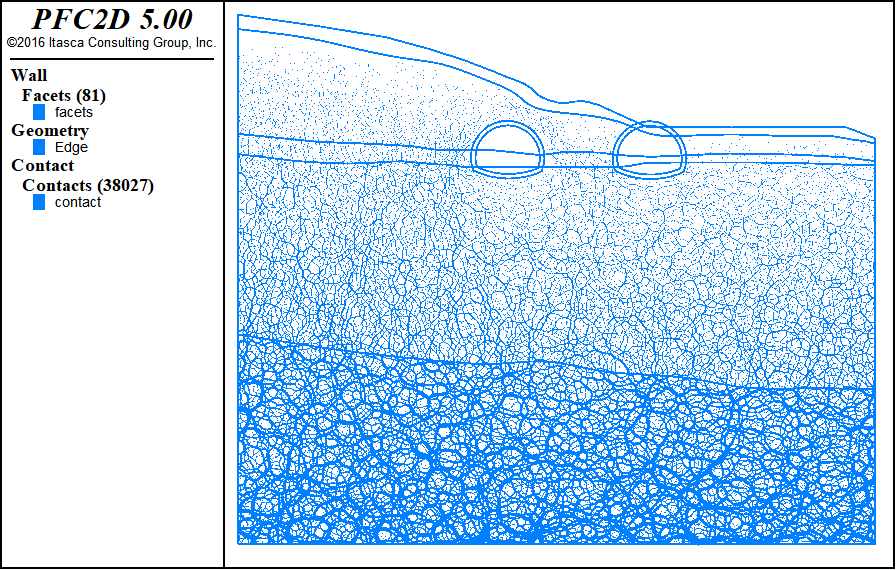 PFC2D 5.00
©2016 Itasca Consulting Group, Inc.
Wall
Facets (81)
facets
Geometry
Edge
Contact
Contacts (38027)
contact